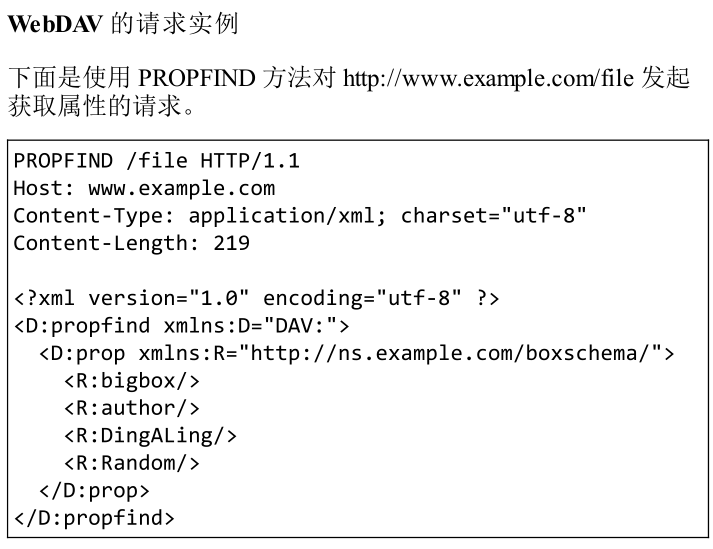 WebDAV 的请求实例
下面是使用 PROPFIND 方法对 http://www.example.com/file 发起
获取属性的请求。
PROPFIND /file HTTP/1.1
Host: www.example.com
Content-Type: application/xml; charset="utf-8"
Content-Length: 219

<?xml version="1.0" encoding="utf-8" ?>
<D:propfind xmlns:D="DAV:">
  <D:prop xmlns:R="http://ns.example.com/boxschema/">
    <R:bigbox/>
    <R:author/>
    <R:DingALing/>
    <R:Random/>
  </D:prop>
</D:propfind>